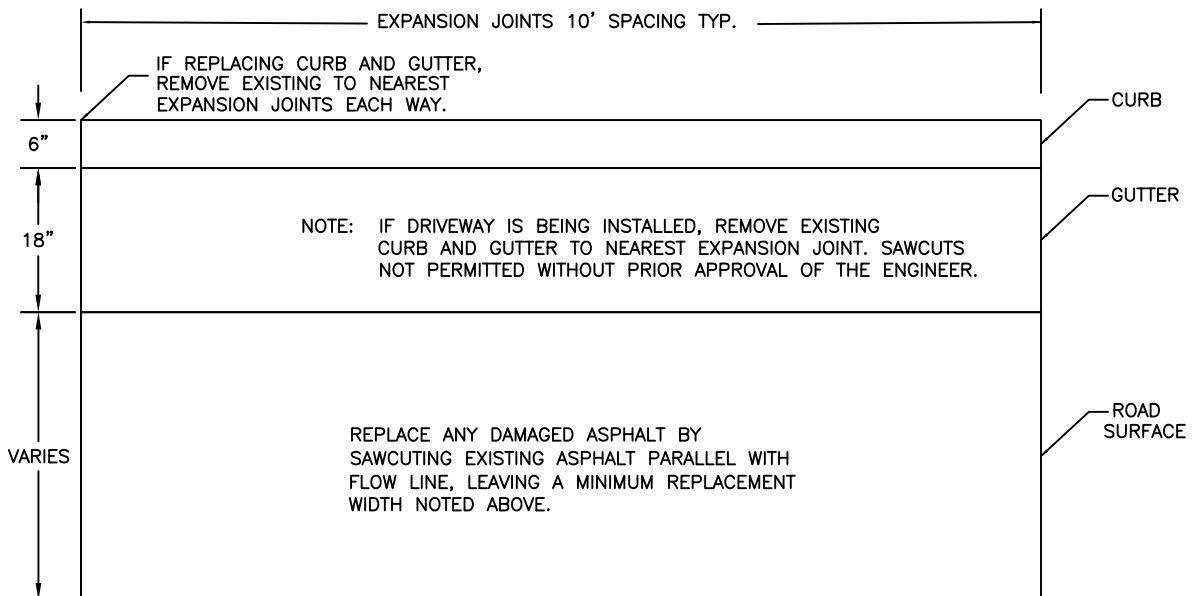 EXPANSION JOINTS 10' SPACING TYP.
IF REPLACING CURB AND GUTTER,
REMOVE EXISTING TO NEAREST
EXPANSION JOINTS EACH WAY.
CURB
6"
GUTTER
18"
NOTE: IF DRIVEWAY IS BEING INSTALLED, REMOVE EXISTING
CURB AND GUTTER TO NEAREST EXPANSION JOINT. SAWCUTS
NOT PERMITTED WITHOUT PRIOR APPROVAL OF THE ENGINEER.
ROAD
SURFACE
VARIES
REPLACE ANY DAMAGED ASPHALT BY
SAWCUTING EXISTING ASPHALT PARALLEL WITH
FLOW LINE, LEAVING A MINIMUM REPLACEMENT
WIDTH NOTED ABOVE.